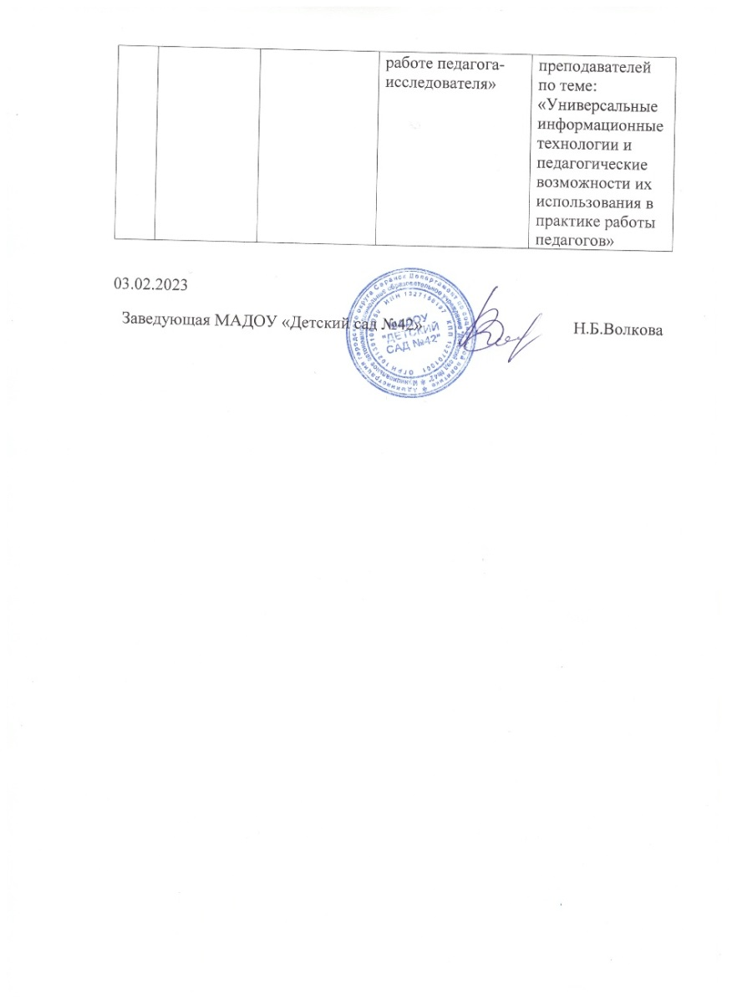 работе педагога-
исследователя»
преподавателей
по теме:
«Универсальные
информационные
технологии и
педагогические
возможности их
использования в
практике работы
педагогов»
03.02.2023
Заведующая МАДОУ «Детский сад №42»
Н.Б.Волкова
МАДОУ
"ДЕТСКИЙ
САД №42"